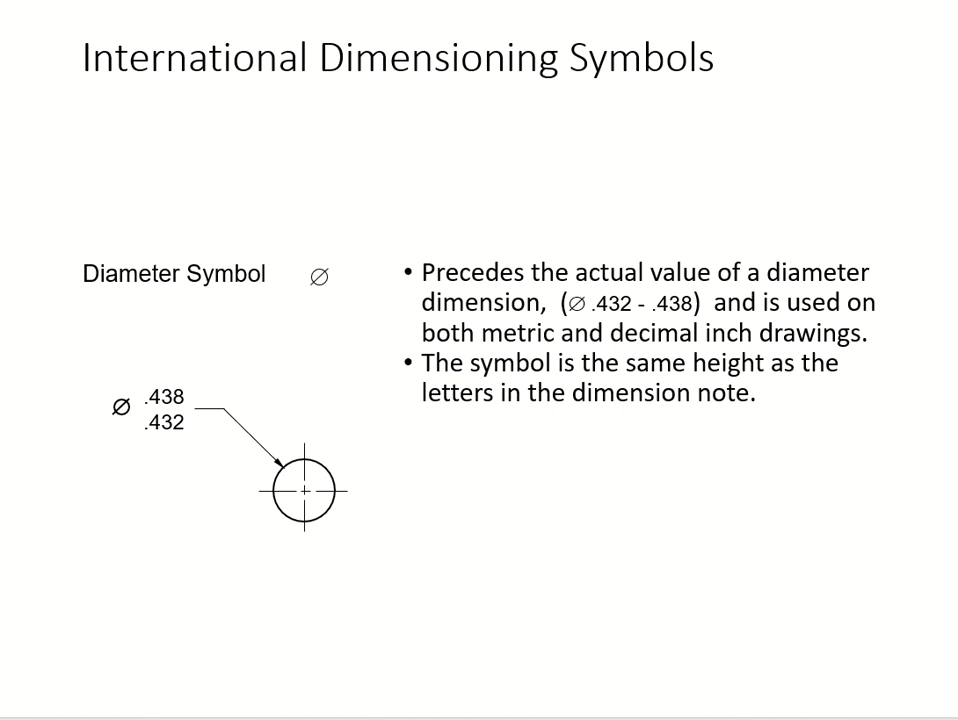 International Dimensioning Symbols
Diameter Symbol ∅
• Precedes the actual value of a diameter
dimension, (∅ .432 - .438) and is used on
both metric and decimal inch drawings.
• The symbol is the same height as the
letters in the dimension note.
∅ .438
.432